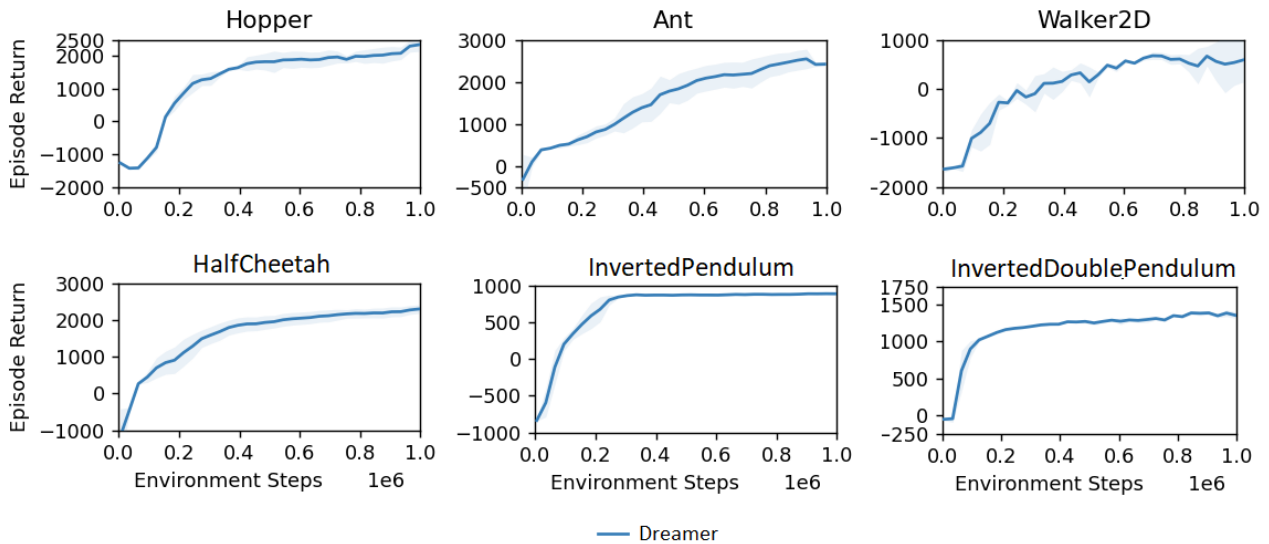 Hopper
Ant
Walker2D
Episode Return
2500
2000
1000
0
−1000
−2000
0.0 0.2 0.4 0.6 0.8 1.0
3000
2000
1000
0
−500
0.0 0.2 0.4 0.6 0.8 1.0
1000
0
−1000
−2000
0.0 0.2 0.4 0.6 0.8 1.0
HalfCheetah
InvertedPendulum
InvertedDoublePendulum
Episode Return
3000
2000
1000
0
−1000
0.0 0.2 0.4 0.6 0.8 1.0
Environment Steps 1e6
1000
500
0
−500
−1000
0.0 0.2 0.4 0.6 0.8 1.0
Environment Steps 1e6
1750
1500
1000
500
0
−250
0.0 0.2 0.4 0.6 0.8 1.0
Environment Steps 1e6
Dreamer